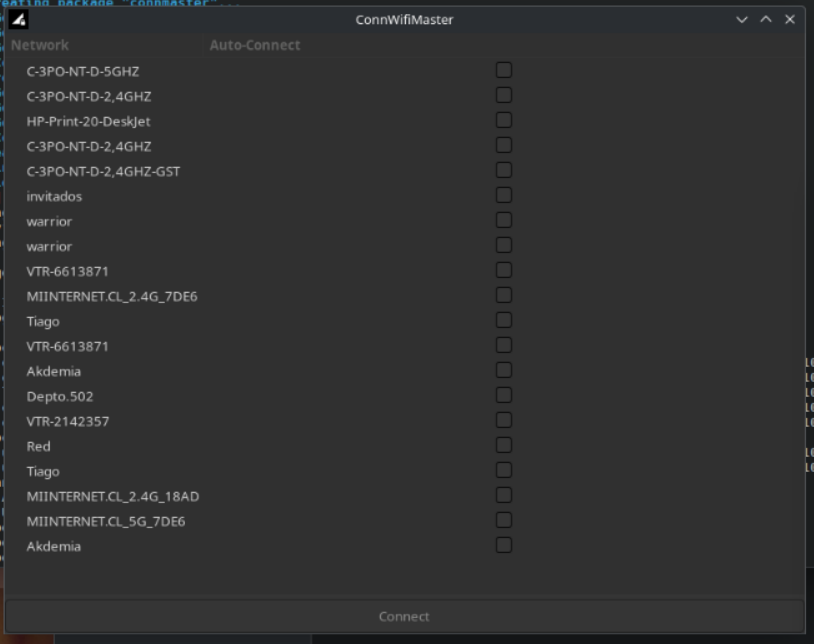 eating package "connmaster"...
ConnWifiMaster
Network Auto-Connect
C-3PO-NT-D-5GHZ
C-3PO-NT-D-2,4GHZ
HP-Print-20-DeskJet
C-3PO-NT-D-2,4GHZ
C-3PO-NT-D-2,4GHZ-GST
invitados
warrior
warrior
VTR-6613871
MIINTERNET.CL_2.4G_7DE6
Tiago
VTR-6613871
Akdemia
Depto.502
VTR-2142357
Red
Tiago
MIINTERNET.CL_2.4G_18AD
MIINTERNET.CL_5G_7DE6
Akdemia
Connect